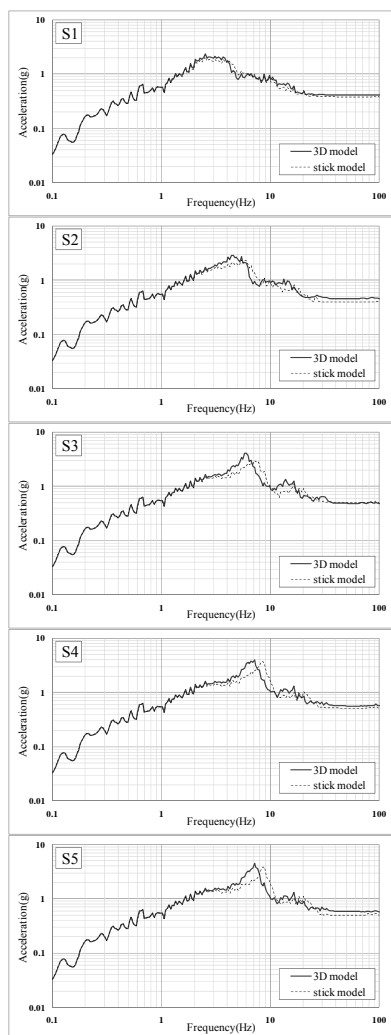 S1
Acceleration(g)
10
1
0.1
0.01
3D model
stick model
0.1 1 10 100
Frequency(Hz)
S2
Acceleration(g)
10
1
0.1
0.01
3D model
stick model
0.1 1 10 100
Frequency(Hz)
S3
Acceleration(g)
10
1
0.1
0.01
3D model
stick model
0.1 1 10 100
Frequency(Hz)
S4
Acceleration(g)
10
1
0.1
0.01
3D model
stick model
0.1 1 10 100
Frequency(Hz)
S5
Acceleration(g)
10
1
0.1
0.01
3D model
stick model
0.1 1 10 100
Frequency(Hz)